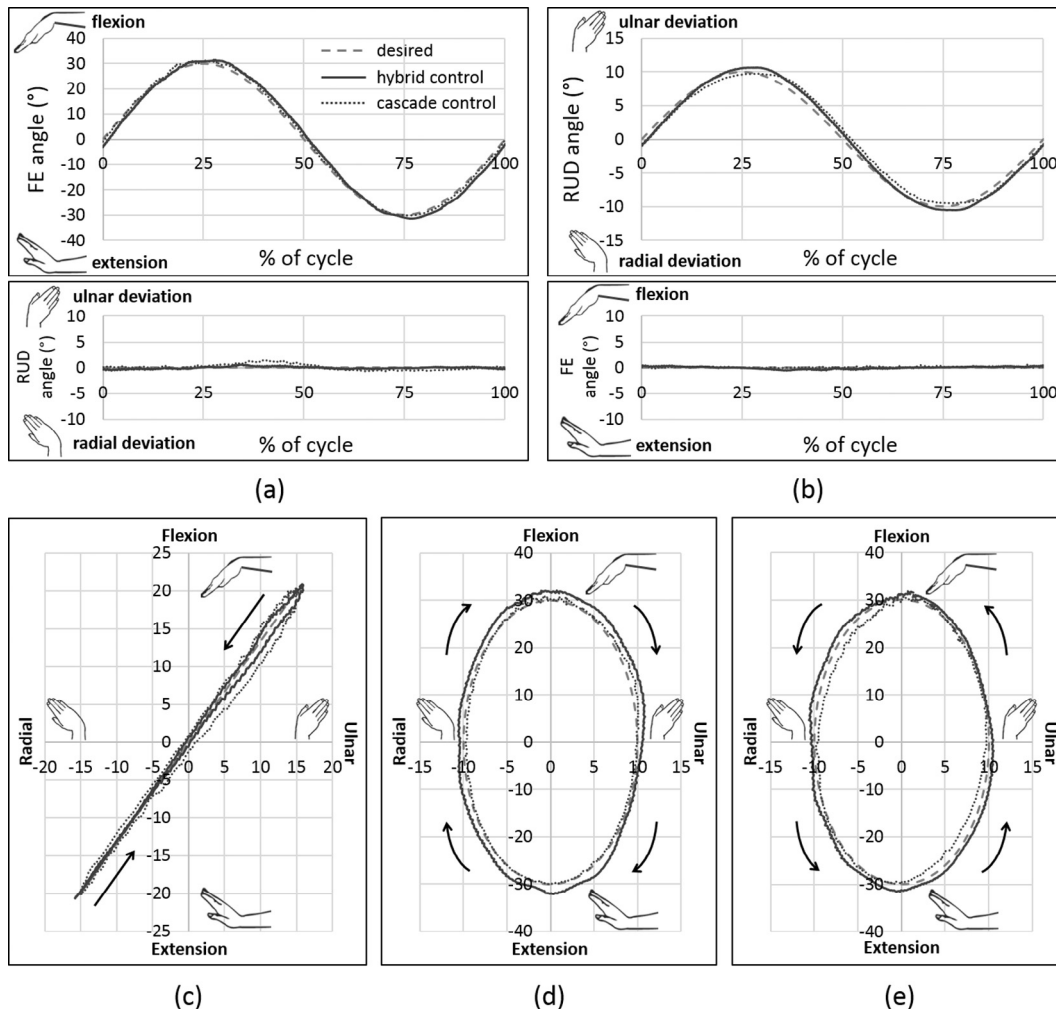 flexion
40
30
20
10
0
-10
-20
-30
-40
FE angle (°)
desired
hybrid control
cascade control
0 25 50 75 100
extension
% of cycle
ulnar deviation
10
5
0
-5
-10
RUD
angle (°)
0 25 50 75 100
radial deviation
% of cycle
(a)
ulnar deviation
15
10
5
0
-5
-10
-15
RUD angle (°)
0 25 50 75 100
radial deviation
% of cycle
flexion
10
5
0
-5
-10
FE
angle (°)
0 25 50 75 100
extension
% of cycle
(b)
Flexion
25
20
15
10
5
0
-5
-10
-15
-20
-25
Radial
Ulnar
-20 -15 -10 -5 0 5 10 15 20
Extension
(c)
Flexion
40
30
20
10
0
-10
-20
-30
-40
Radial
Ulnar
-15 -10 -5 0 5 10 15
Extension
(d)
Flexion
40
30
20
10
0
-10
-20
-30
-40
Radial
Ulnar
-15 -10 -5 0 5 10 15
Extension
(e)